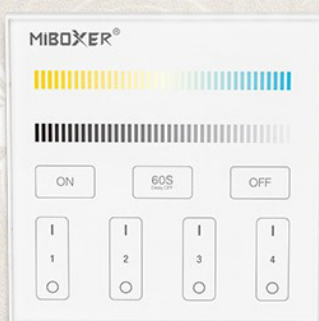 MIBOXER®
ON
60S
Delay OFF
OFF
I I I I
1 2 3 4